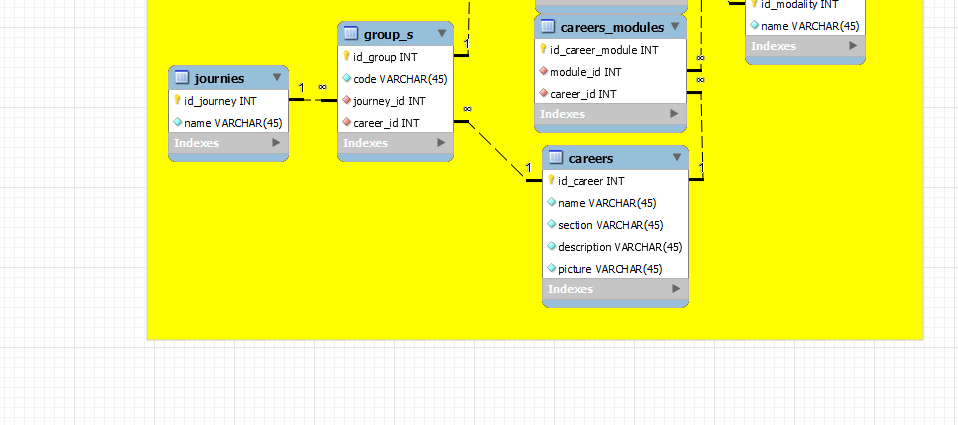 id_modality INT
name VARCHAR(45)
Indexes
careers_modules
id_career_module INT
module_id INT
career_id INT
Indexes
group_s
id_group INT
code VARCHAR(45)
journey_id INT
career_id INT
Indexes
journies
id_journey INT
name VARCHAR(45)
Indexes
careers
id_career INT
name VARCHAR(45)
section VARCHAR(45)
description VARCHAR(45)
picture VARCHAR(45)
Indexes
1
∞
1
∞
1
∞
∞
1